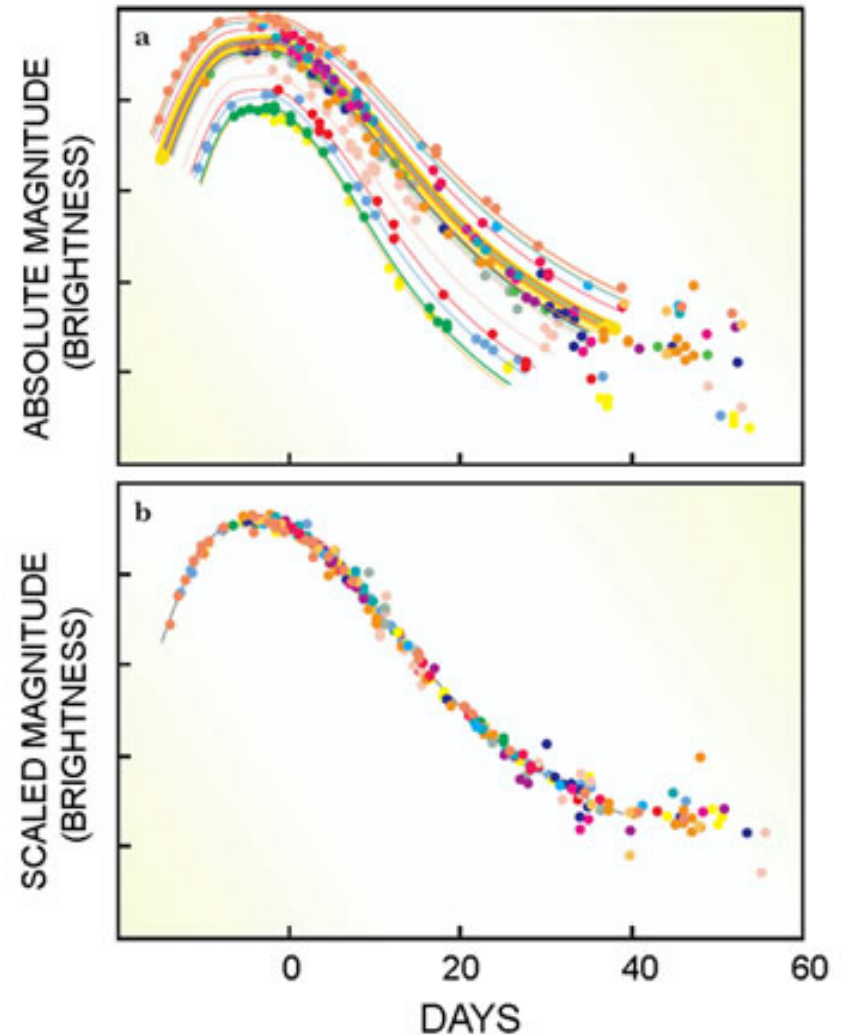 a
ABSOLUTE MAGNITUDE
(BRIGHTNESS)
b
SCALED MAGNITUDE
(BRIGHTNESS)
0
20
40
60
DAYS